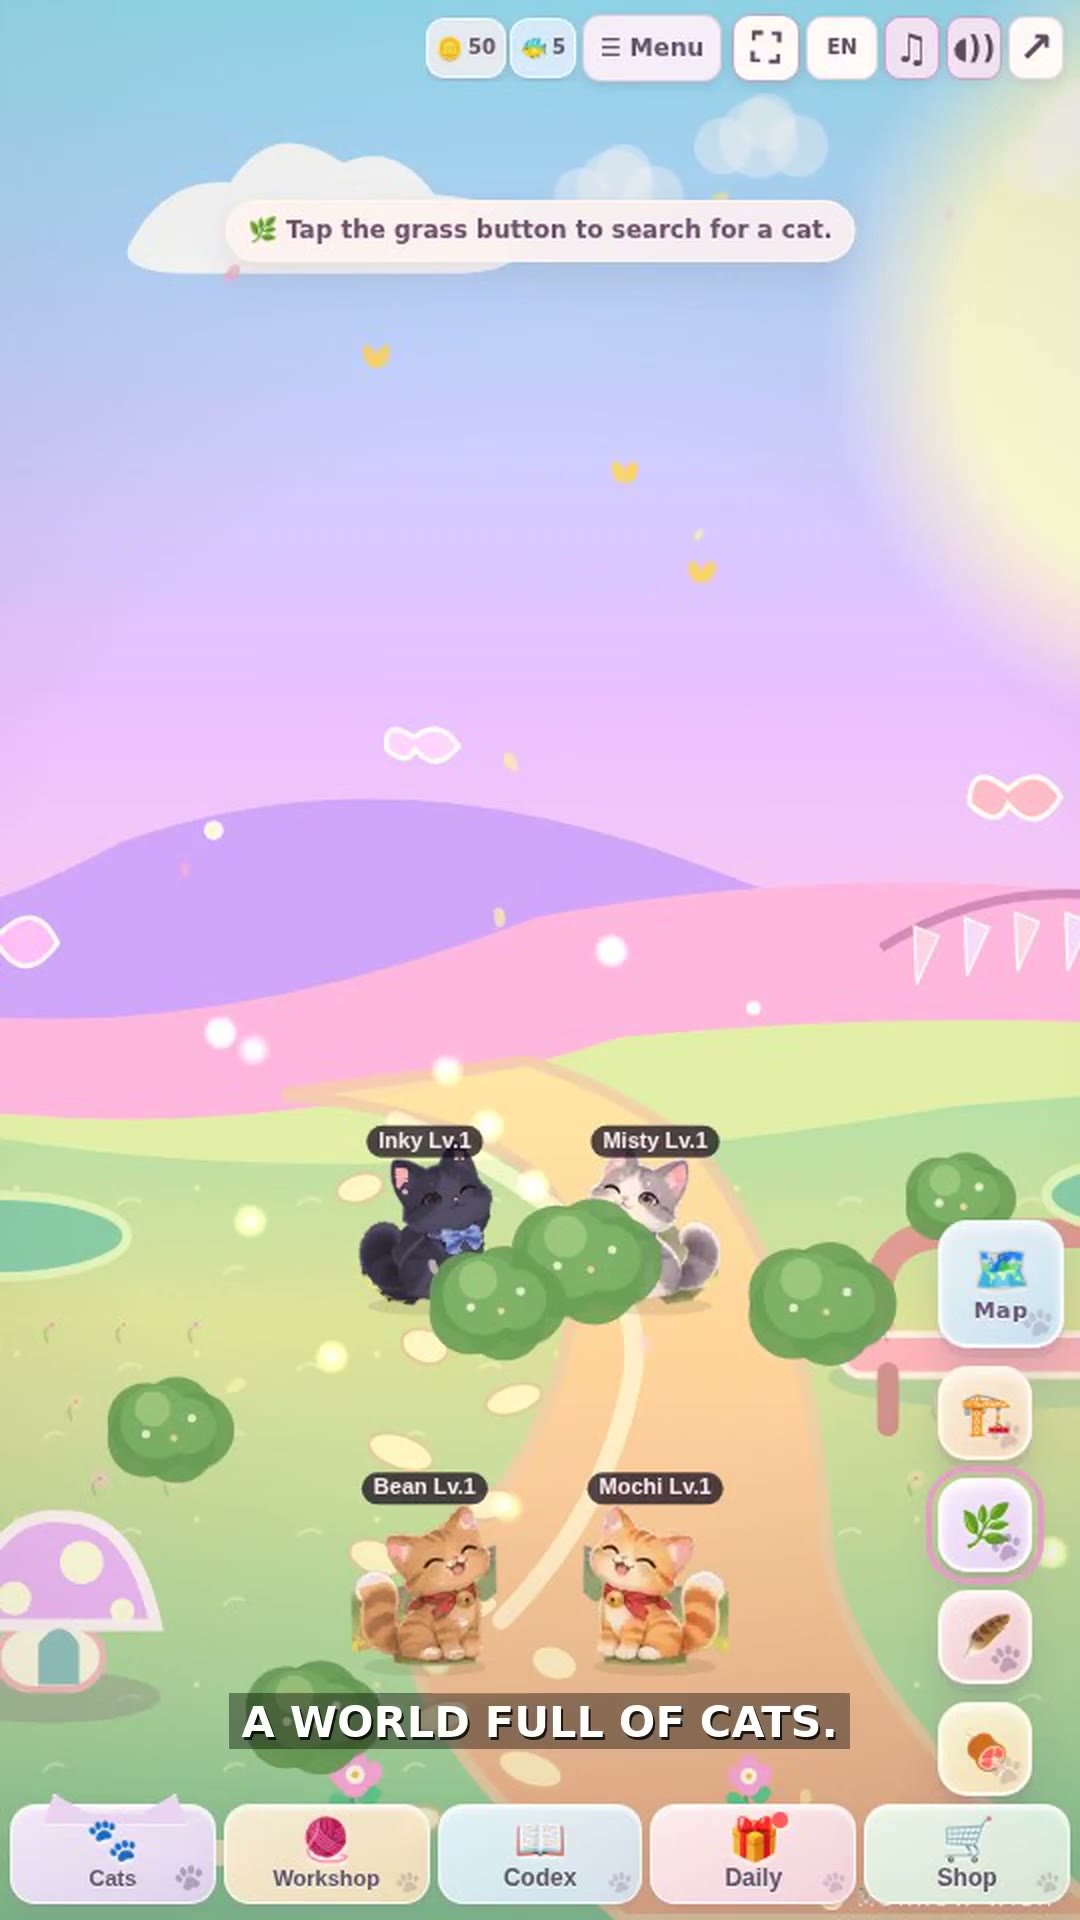 50
5
☰ Menu
EN
Tap the grass button to search for a cat.
Inky Lv.1
Misty Lv.1
Map
Bean Lv.1
Mochi Lv.1
A WORLD FULL OF CATS.
Cats
Workshop
Codex
Daily
Shop